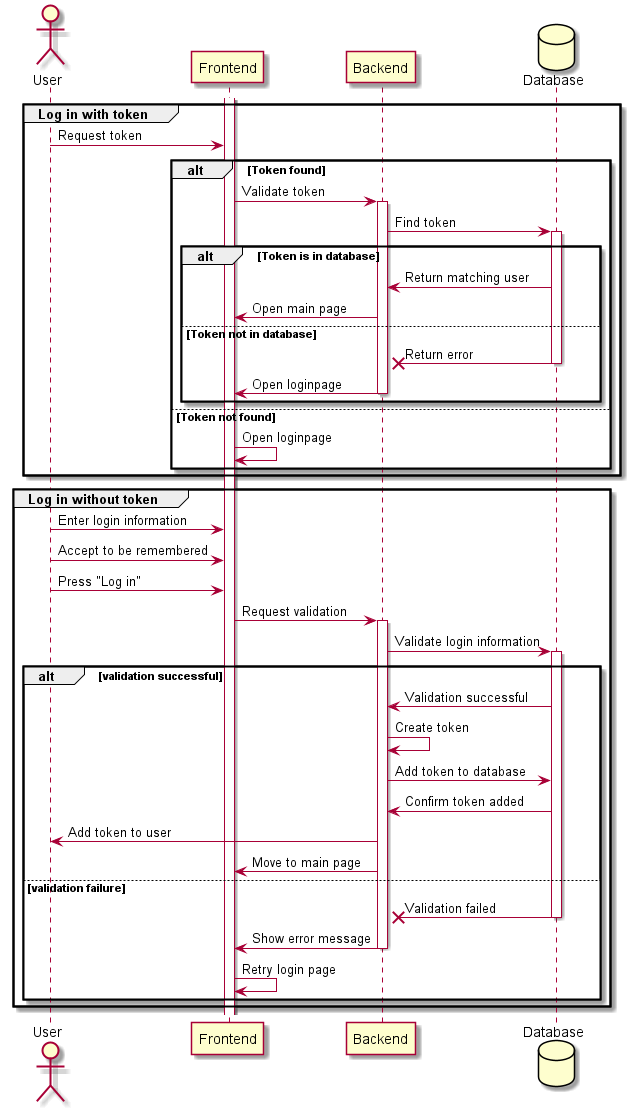 User
Frontend
Backend
Database
Log in with token
Request token
alt [Token found]
Validate token
Find token
alt [Token is in database]
Return matching user
Open main page
[Token not in database]
Return error
Open loginpage
[Token not found]
Open loginpage
Log in without token
Enter login information
Accept to be remembered
Press "Log in"
Request validation
Validate login information
alt [validation successful]
Validation successful
Create token
Add token to database
Confirm token added
Add token to user
Move to main page
[validation failure]
Validation failed
Show error message
Retry login page
User
Frontend
Backend
Database